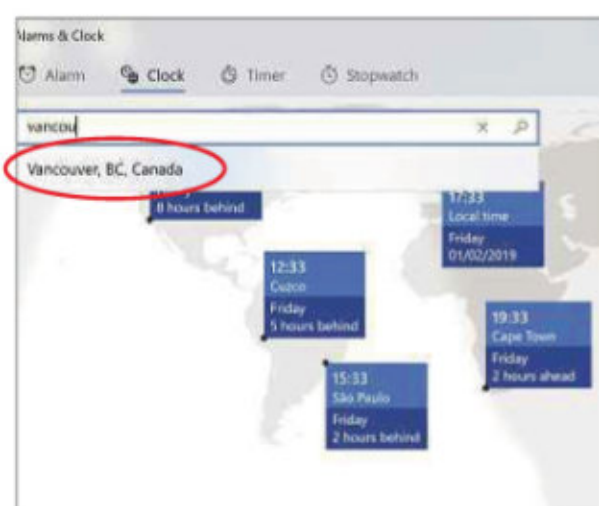 Alarms & Clock
Alarm Clock Timer Stopwatch
vancou
Vancouver, BC, Canada
8 hours behind
17:33
Local time
Friday
01/02/2019
12:33
Cuzco
Friday
5 hours behind
19:33
Cape Town
Friday
2 hours ahead
15:33
São Paulo
Friday
2 hours behind